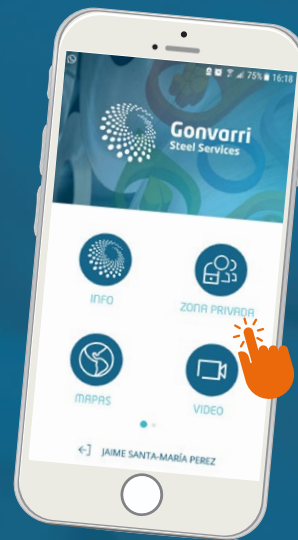 75% 16:18
Gonvarri
Steel Services
INFO
ZONA PRIVADA
MAPAS
VIDEO
JAIME SANTA-MARÍA PEREZ